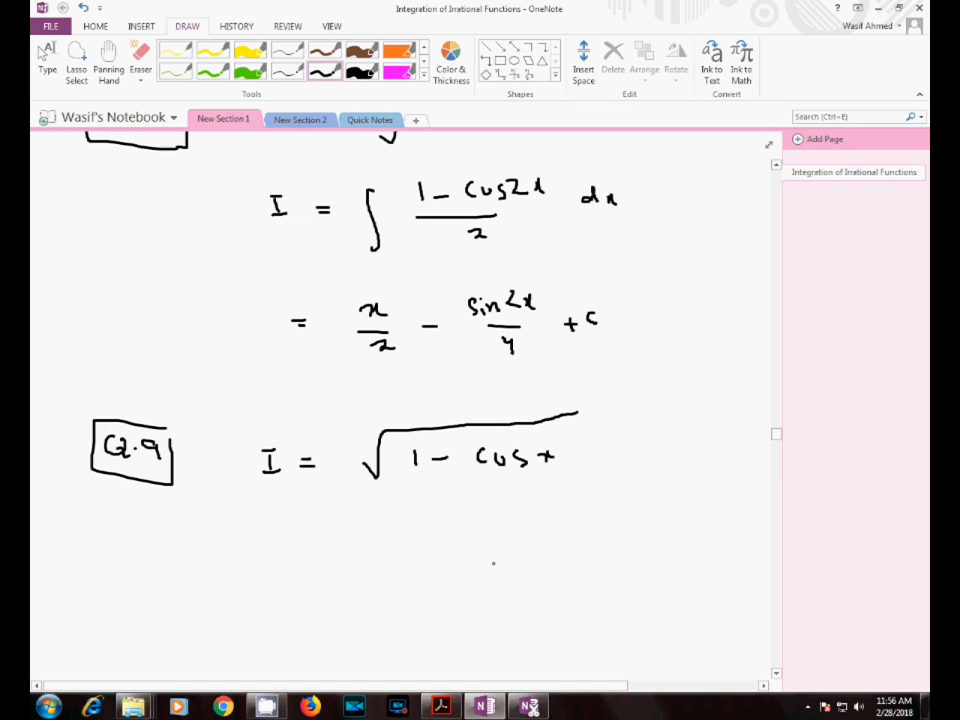 Integration of Irrational Functions - OneNote
FILE HOME INSERT DRAW HISTORY REVIEW VIEW Wasif Ahmed
Type Lasso Select Panning Hand Eraser Color & Thickness Insert Space Delete Arrange Rotate Ink to Text Ink to Math
Tools Shapes Edit Convert
Wasif's Notebook New Section 1 New Section 2 Quick Notes Search (Ctrl+E)
Add Page
Integration of Irrational Functions
I = ∫ (1 - cos2x)/2 dx
= x/2 - sin2x/4 + c
Q.9 I = √(1 - cos x)
11:56 AM
2/28/2018